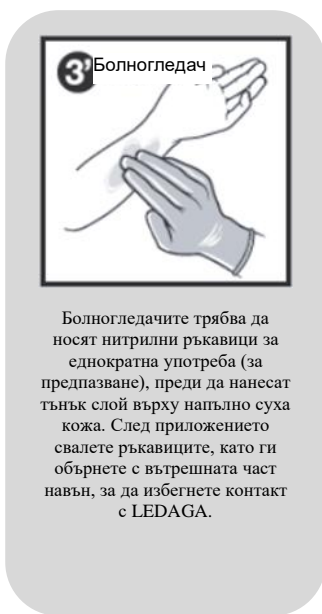 3' Болногледач
Болногледачите трябва да
носят нитрилни ръкавици за
еднократна употреба (за
предпазване), преди да нанесат
тънък слой върху напълно суха
кожа. След приложението
свалете ръкавиците, като ги
обърнете с вътрешната част
навън, за да избегнете контакт
с LEDAGA.